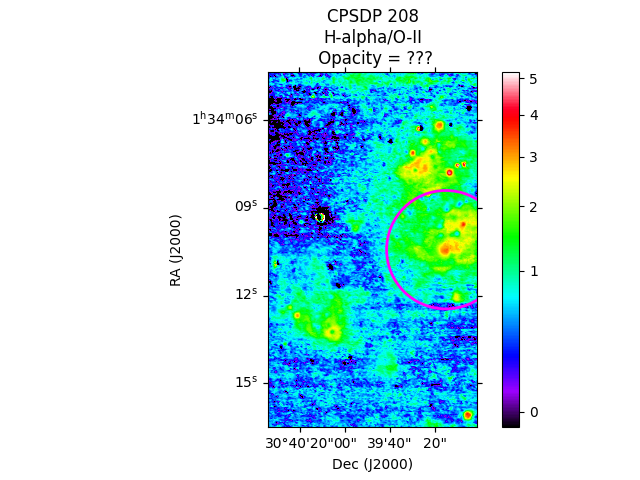 CPSDP 208
H-alpha/O-II
Opacity = ???
1ʰ34ᵐ06ˢ
09ˢ
12ˢ
15ˢ
RA (J2000)
30°40'20"00" 39'40" 20"
Dec (J2000)
5
4
3
2
1
0